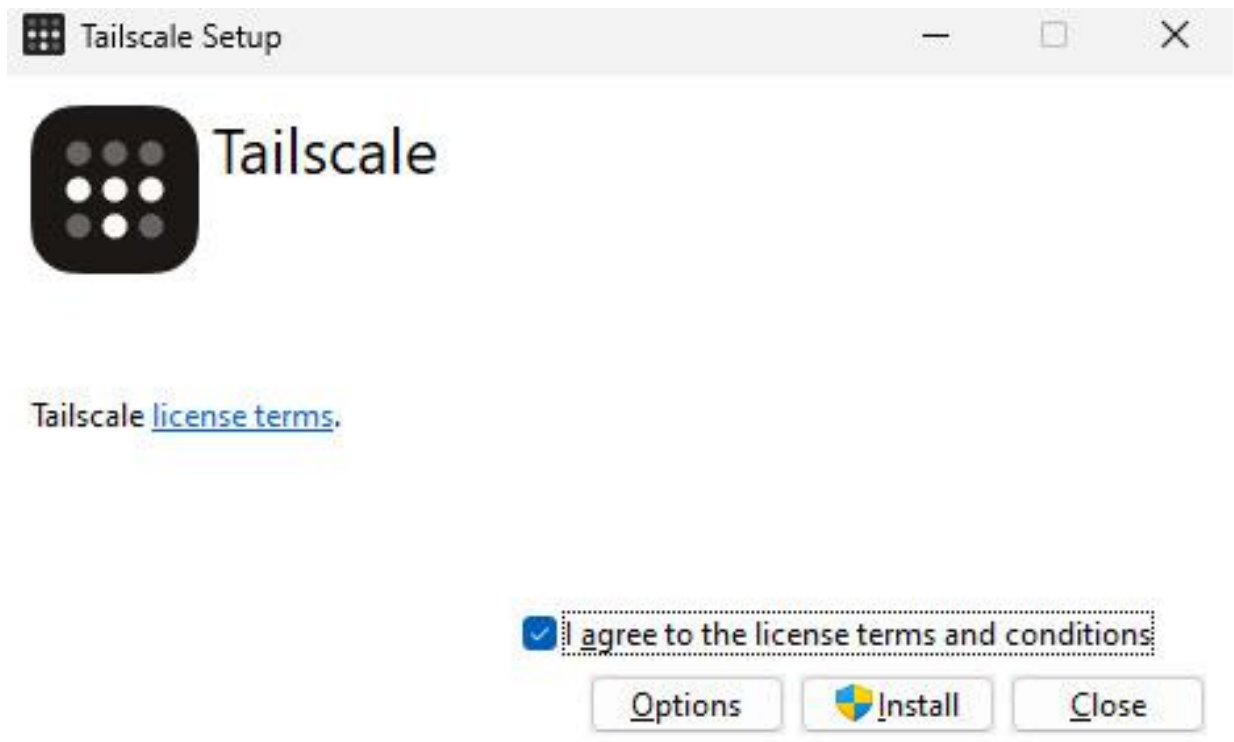 Tailscale Setup
Tailscale
Tailscale license terms.
I agree to the license terms and conditions
Options Install Close